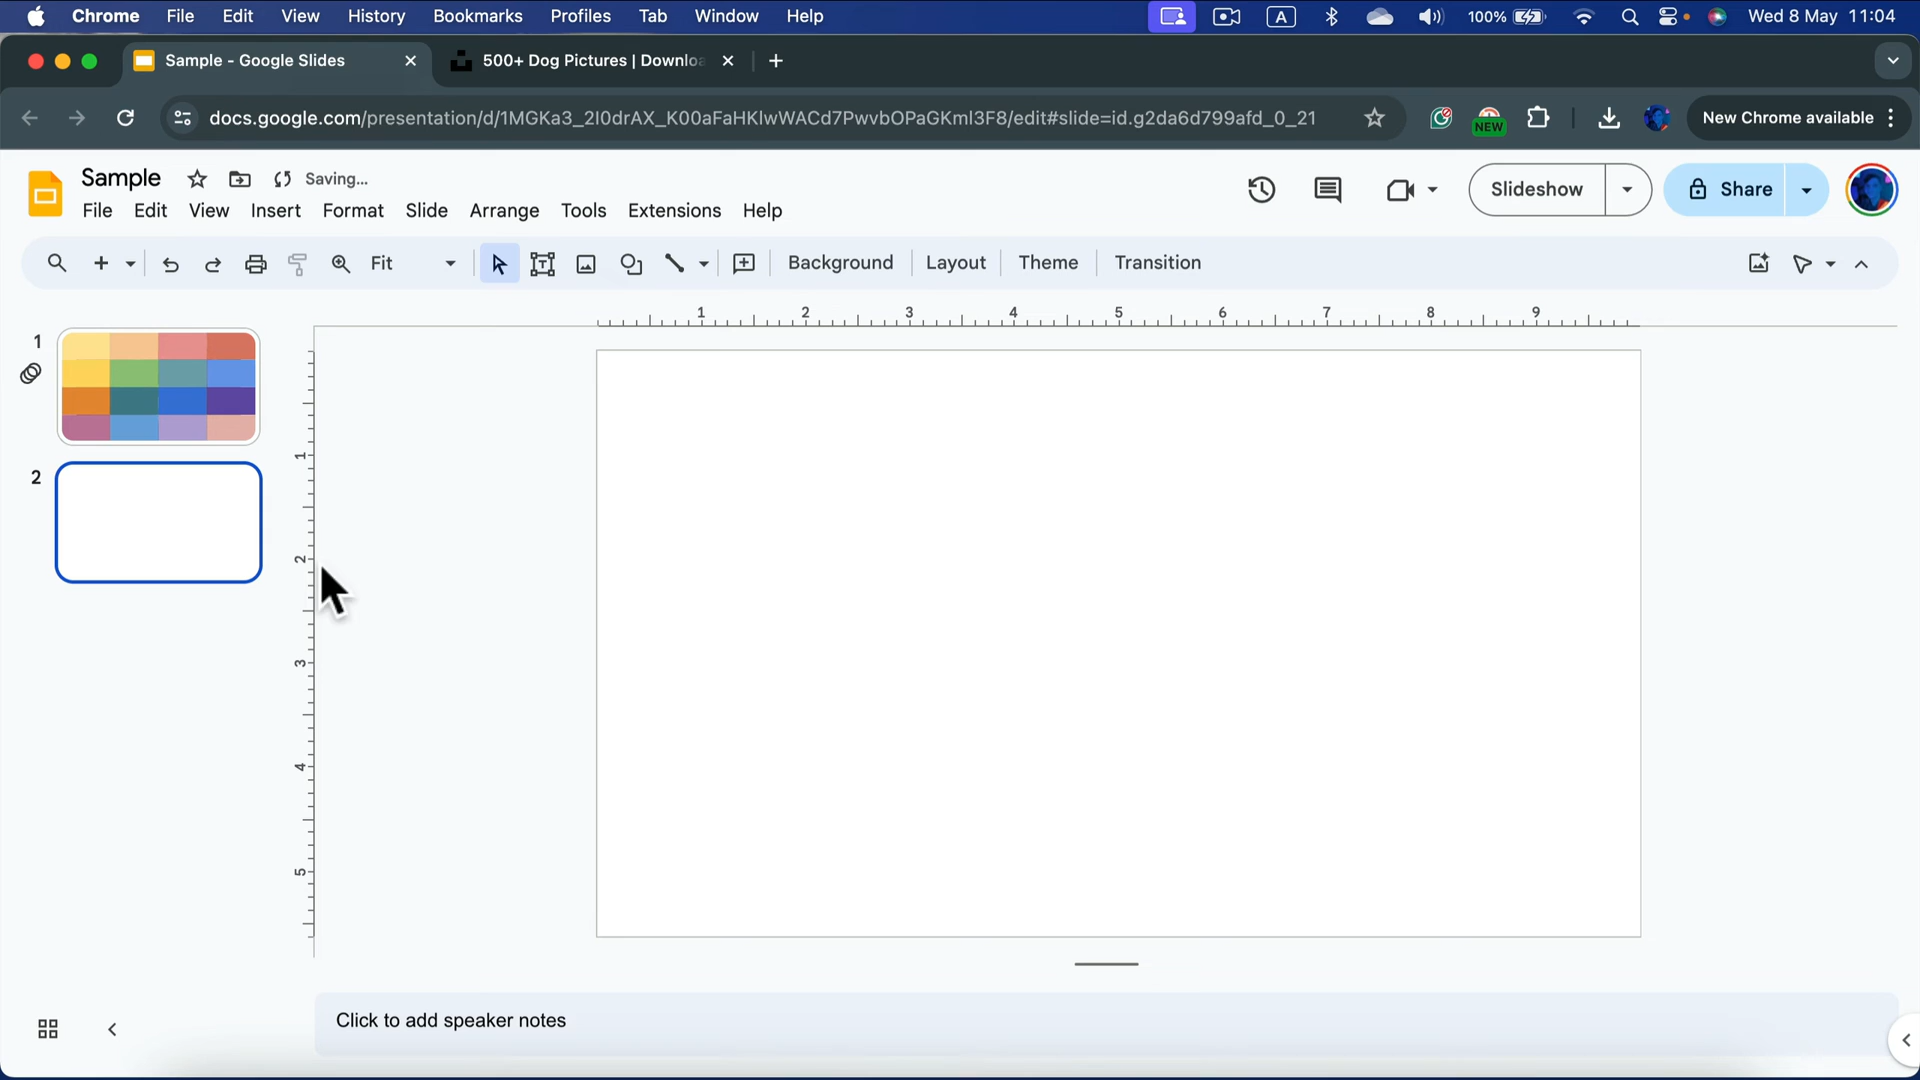 Chrome File Edit View History Bookmarks Profiles Tab Window Help A 100% Wed 8 May 11:04
Sample - Google Slides 500+ Dog Pictures | Downlo
docs.google.com/presentation/d/1MGKa3_2I0drAX_K00aFaHKIwWACd7PwvbOPaGKmI3F8/edit#slide=id.g2da6d799afd_0_21 NEW New Chrome available
Sample Saving... Slideshow Share
File Edit View Insert Format Slide Arrange Tools Extensions Help
Fit Background Layout Theme Transition
1 2 3 4 5 6 7 8 9
1
2
1
2
3
4
5
Click to add speaker notes